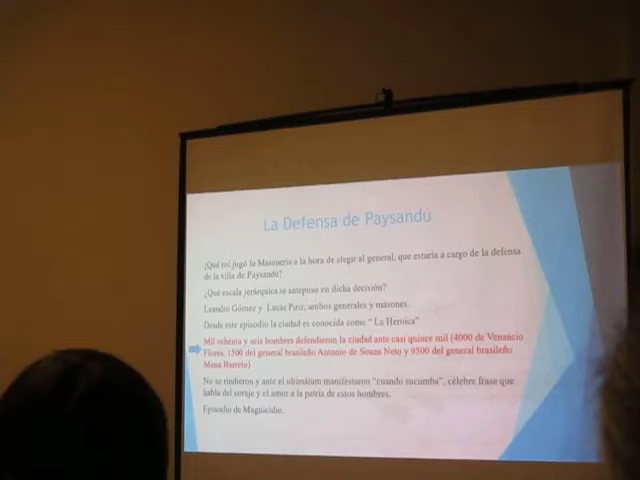 La Defensa de Paysandú
¿Qué rol jugó la Masonería a la hora de elegir al general, que estaría a cargo de la defensa
de la villa de Paysandú?
¿Qué escala jerárquica se antepuso en dicha decisión?
Leandro Gómez y Lucas Piriz, ambos generales y masones.
Desde este episodio la ciudad es conocida como " La Heroica"
Mil ochenta y seis hombres defendieron la ciudad ante casi quince mil (4000 de Venancio
Flores, 1500 del general brasileño Antonio de Souza Neto y 9500 del general brasileño
Mena Barreto)
No se rindieron y ante el ultimátum manifestaron "cuando sucumba", célebre frase que
habla del coraje y el amor a la patria de estos hombres.
Episodio de Magnicidio.